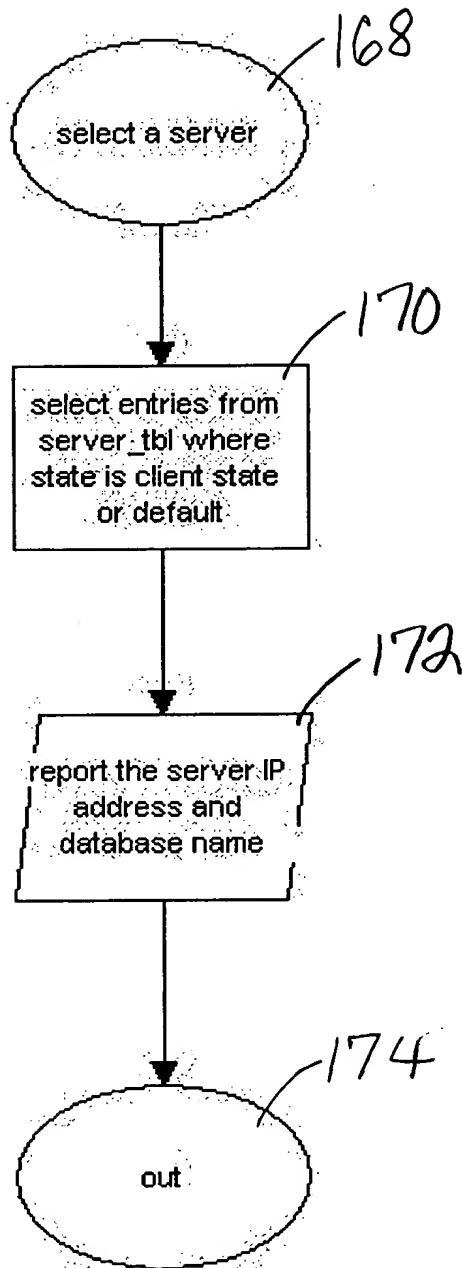 168
select a server
170
select entries from
server_tbl where
state is client state
or default
172
report the server IP
address and
database name
174
out